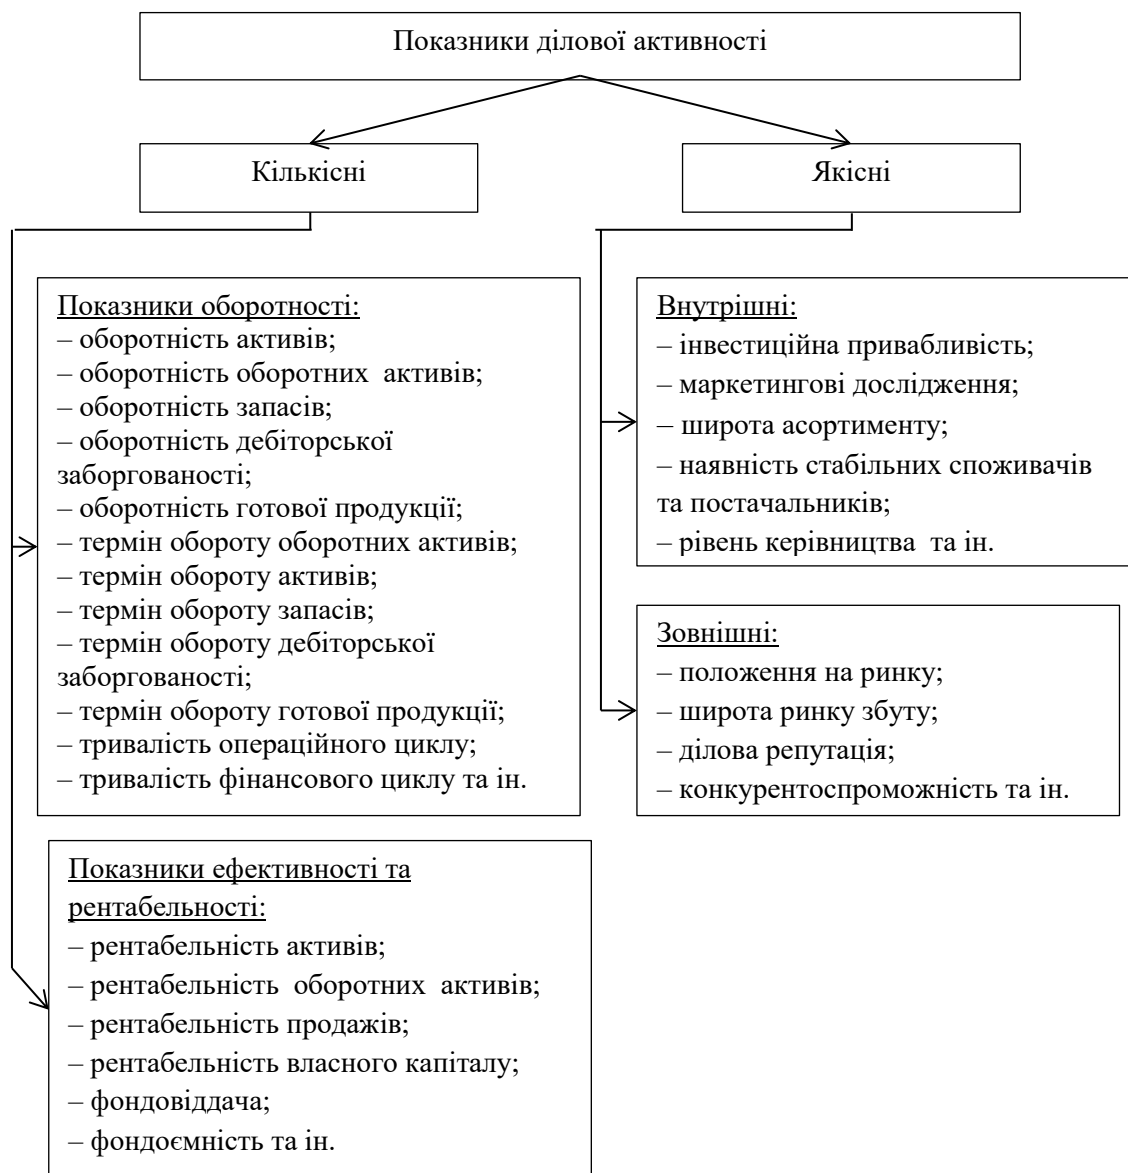 Показники ділової активності
Кількісні
Якісні
Показники оборотності:
– оборотність активів;
– оборотність оборотних активів;
– оборотність запасів;
– оборотність дебіторської
заборгованості;
– оборотність готової продукції;
– термін обороту оборотних активів;
– термін обороту активів;
– термін обороту запасів;
– термін обороту дебіторської
заборгованості;
– термін обороту готової продукції;
– тривалість операційного циклу;
– тривалість фінансового циклу та ін.
Показники ефективності та
рентабельності:
– рентабельність активів;
– рентабельність оборотних активів;
– рентабельність продажів;
– рентабельність власного капіталу;
– фондовіддача;
– фондоємність та ін.
Внутрішні:
– інвестиційна привабливість;
– маркетингові дослідження;
– широта асортименту;
– наявність стабільних споживачів
та постачальників;
– рівень керівництва та ін.
Зовнішні:
– положення на ринку;
– широта ринку збуту;
– ділова репутація;
– конкурентоспроможність та ін.